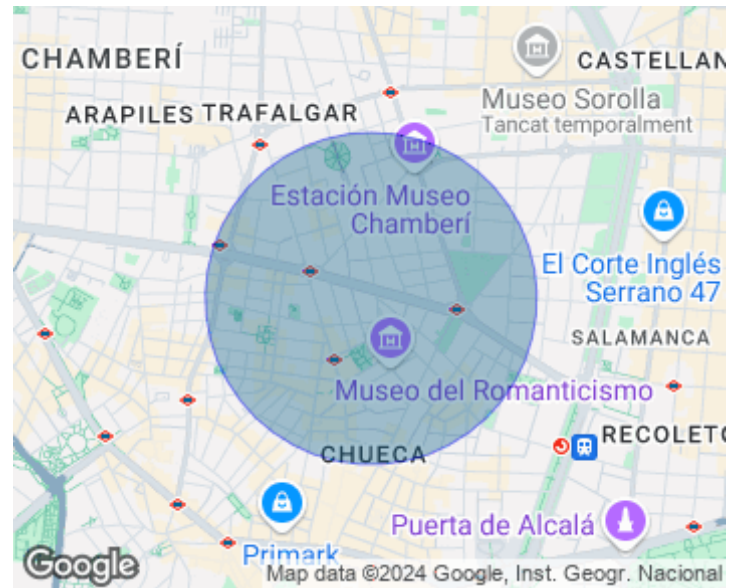 CHAMBERÍ
CASTELLAN
Museo Sorolla
Tancat temporalment
ARAPILES TRAFALGAR
Estación Museo
Chamberí
El Corte Inglés
Serrano 47
SALAMANCA
Museo del Romanticismo
RECOLETO
CHUECA
Puerta de Alcalá
Primark
Google
Map data ©2024 Google, Inst. Geogr. Nacional